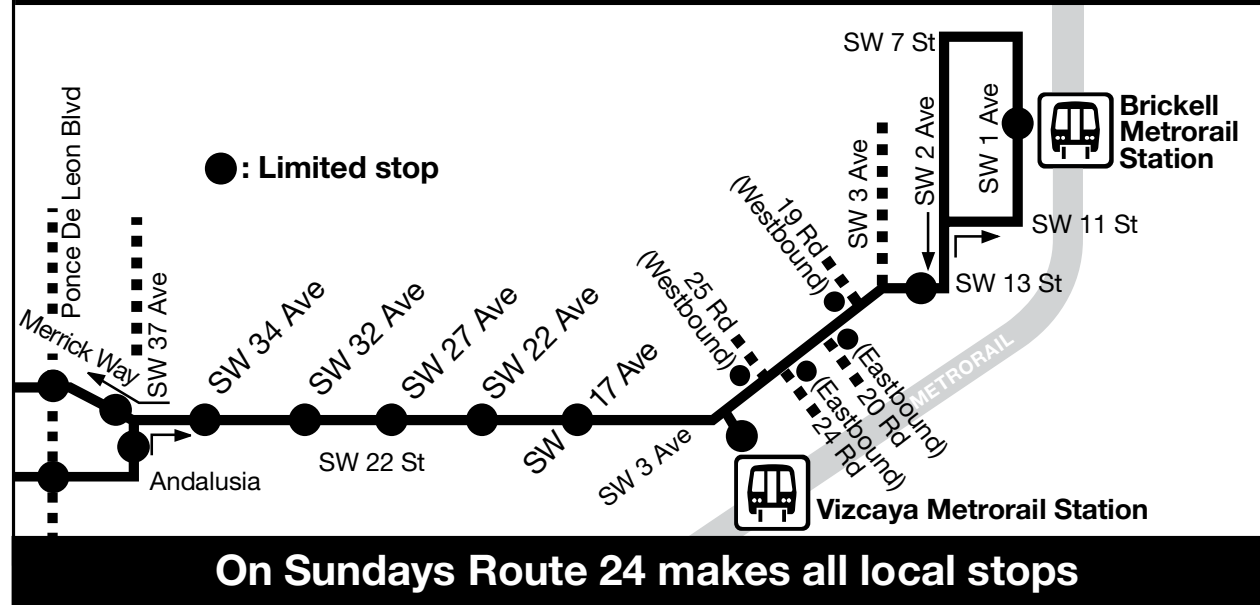 SW 7 St
Ponce De Leon Blvd
SW 37 Ave
Merrick Way
: Limited stop
SW 34 Ave
SW 32 Ave
SW 27 Ave
SW 22 Ave
SW 17 Ave
SW 22 St
Andalusia
SW 3 Ave
25 Rd
(Westbound)
19 Rd
(Westbound)
SW 3 Ave
SW 2 Ave
SW 1 Ave
Brickell
Metrorail
Station
SW 11 St
SW 13 St
(Eastbound)
20 Rd
(Eastbound)
24 Rd
METRORAIL
Vizcaya Metrorail Station
On Sundays Route 24 makes all local stops